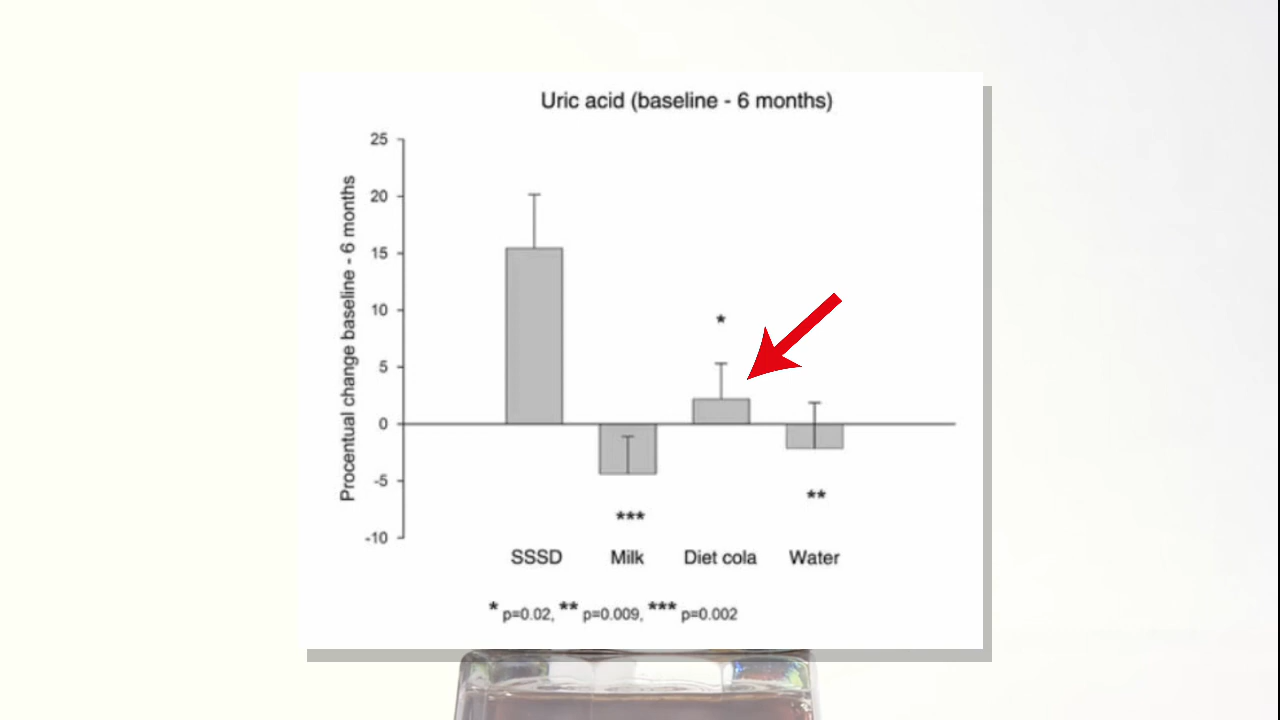 Uric acid (baseline - 6 months)
Procentual change baseline - 6 months
25
20
15
10
5
0
-5
-10
*
***
**
SSSD Milk Diet cola Water
* p=0.02, ** p=0.009, *** p=0.002